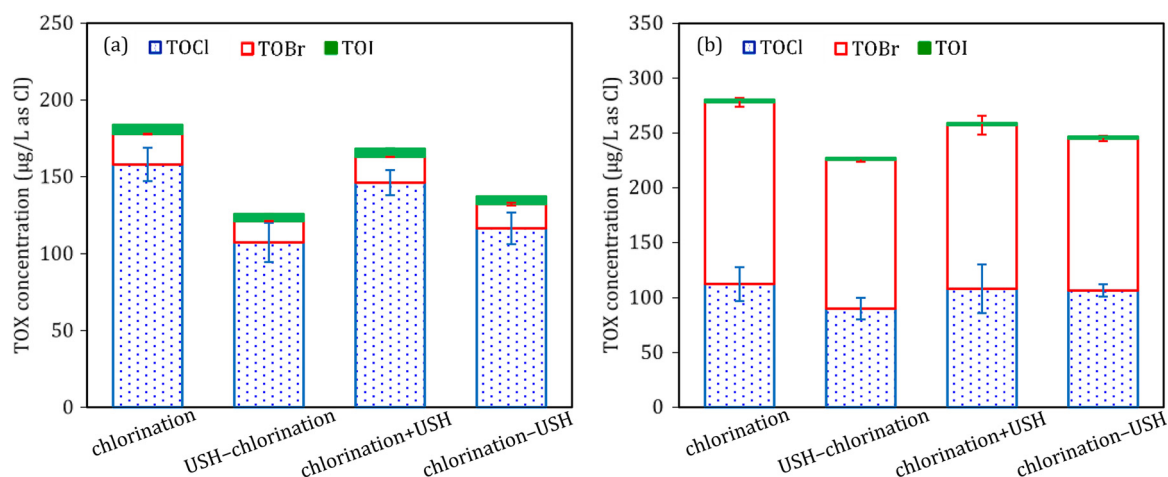 (a) TOCl TOBr TOI
TOX concentration (µg/L as Cl)
250
200
150
100
50
0
chlorination
USH–chlorination
chlorination+USH
chlorination–USH
(b) TOCl TOBr TOI
TOX concentration (µg/L as Cl)
350
300
250
200
150
100
50
0
chlorination
USH–chlorination
chlorination+USH
chlorination–USH